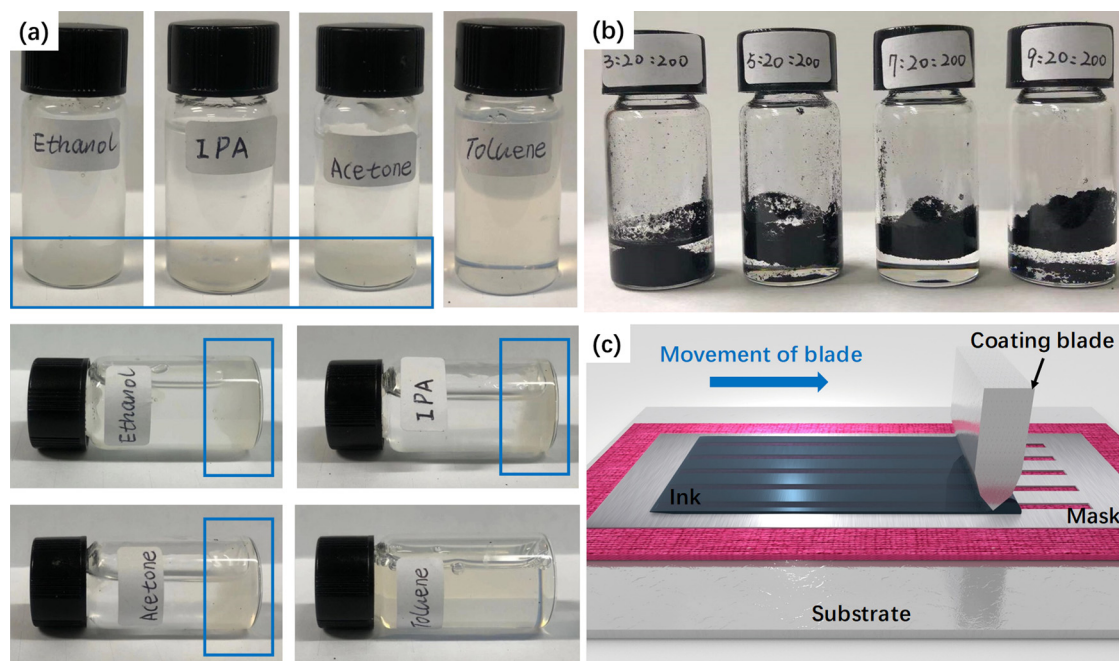 (a)
Ethanol
IPA
Acetone
Toluene
(b)
3:20:200
5:20:200
7:20:200
9:20:200
Ethanol
IPA
Acetone
Toluene
(c)
Movement of blade
Coating blade
Ink
Mask
Substrate